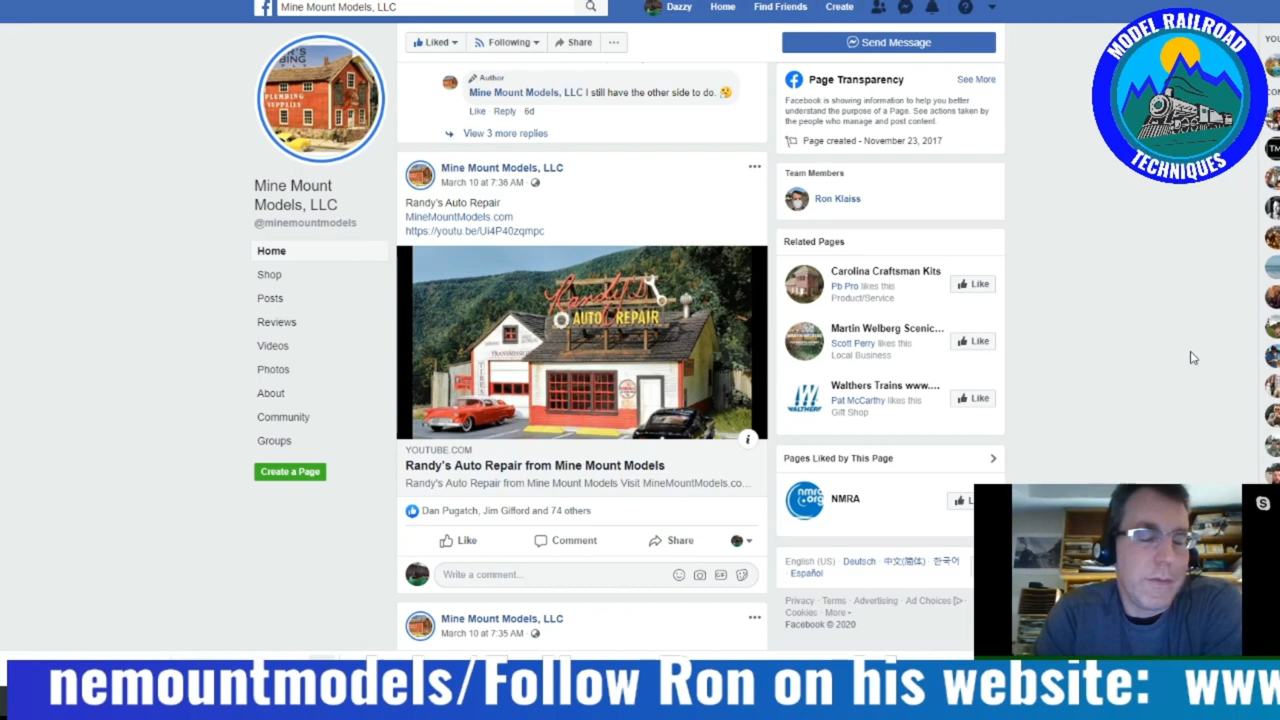 Mine Mount Models, LLC
Dazzy
Home
Find Friends
Create
MODEL RAILROAD
TECHNIQUES
PLUMBING
SUPPLIES
Mine Mount
Models, LLC
@minemountmodels
Home
Shop
Posts
Reviews
Videos
Photos
About
Community
Groups
Create a Page
Liked
Following
Share
Send Message
Author
Mine Mount Models, LLC I still have the other side to do.
Like Reply 6d
View 3 more replies
Mine Mount Models, LLC
March 10 at 7:36 AM
Randy's Auto Repair
MineMountModels.com
https://youtu.be/Ui4P40zqmpc
Randy's
AUTO REPAIR
TRANSMISSIONS
TIRES
YOUTUBE.COM
Randy's Auto Repair from Mine Mount Models
Randy's Auto Repair from Mine Mount Models Visit MineMountModels.co...
Dan Pugatch, Jim Gifford and 74 others
Like
Comment
Share
Write a comment...
Mine Mount Models, LLC
March 10 at 7:35 AM
Page Transparency
See More
Facebook is showing information to help you better
understand the purpose of a Page. See actions taken by
the people who manage and post content.
Page created - November 23, 2017
Team Members
Ron Klaiss
Related Pages
Carolina Craftsman Kits
Pb Pro likes this
Product/Service
Like
Martin Welberg Scenic...
Scott Perry likes this
Local Business
Like
Walthers Trains www....
Pat McCarthy likes this
Gift Shop
Like
WALTHERS
Pages Liked by This Page
nmra
.org
NMRA
English (US) · Deutsch · 中文(简体) · 한국어 ·
Español
Privacy · Terms · Advertising · Ad Choices ·
Cookies · More
Facebook © 2020
nemountmodels/Follow Ron on his website: www